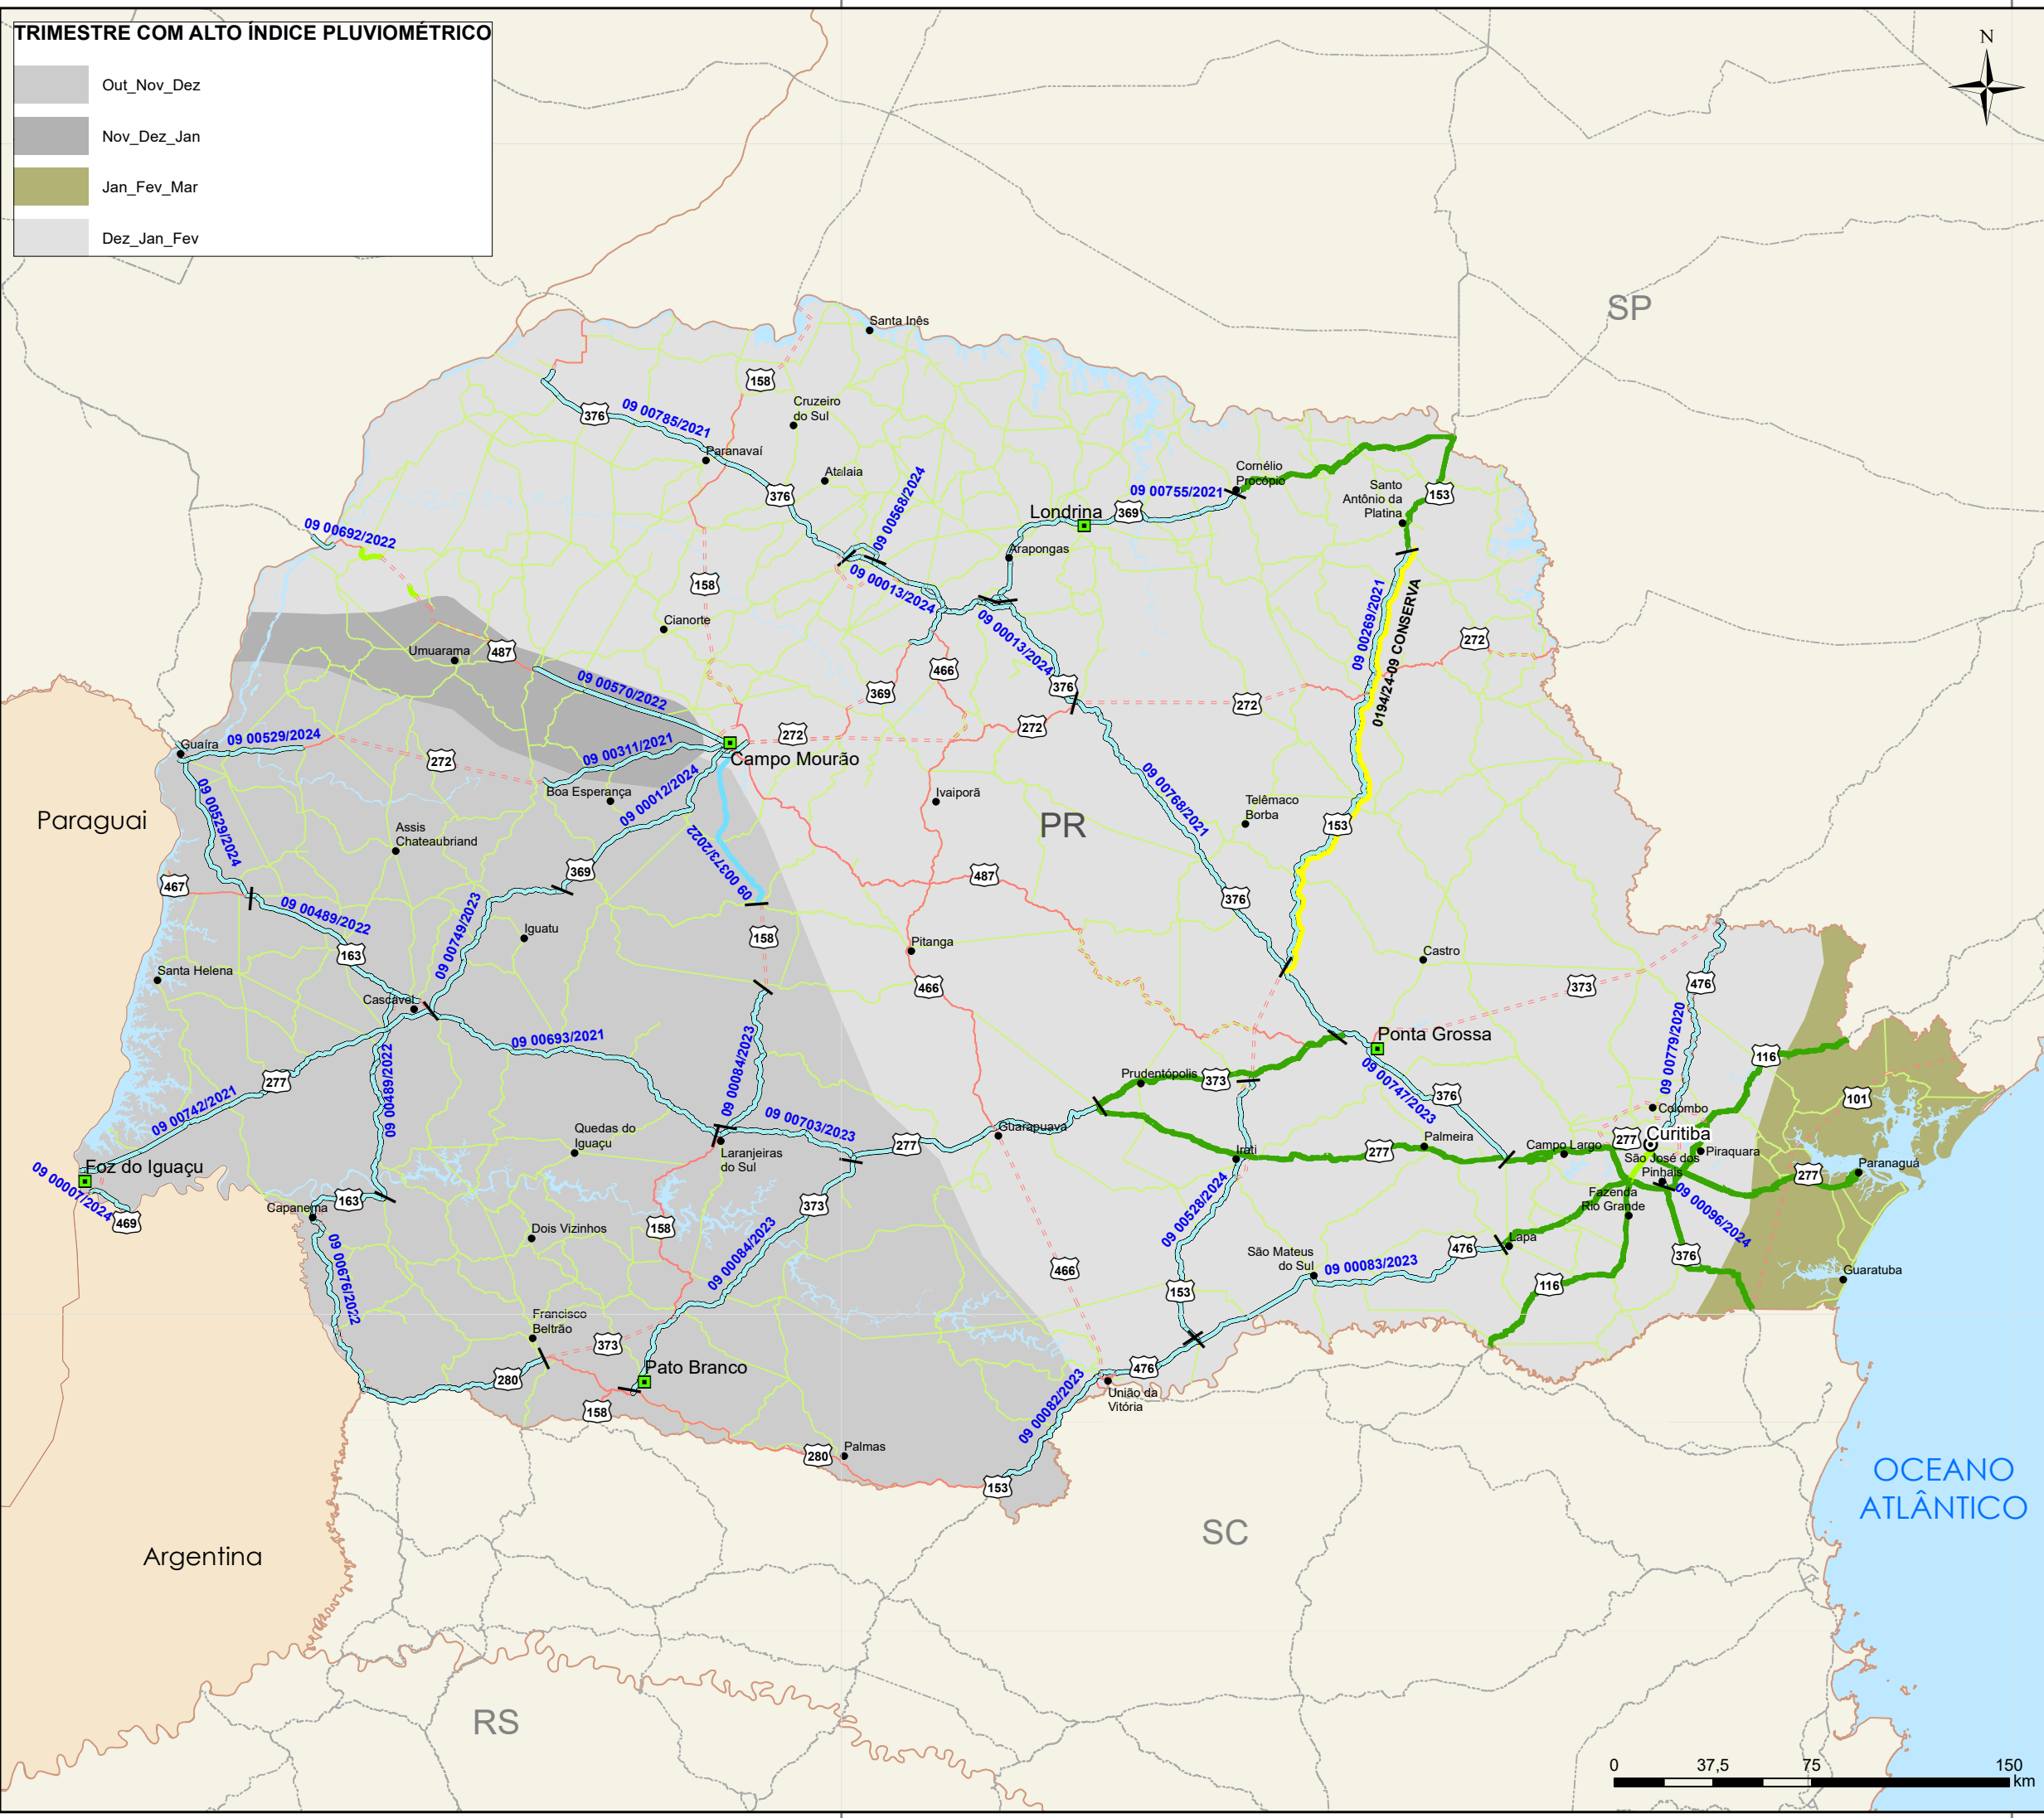 TRIMESTRE COM ALTO ÍNDICE PLUVIOMÉTRICO
Out_Nov_Dez
Nov_Dez_Jan
Jan_Fev_Mar
Dez_Jan_Fev
N
SP
Santa Inês
158
Cruzeiro
do Sul
376
09 00785/2021
Paranavaí
Atalaia
376
09 00568/2024
Cornélio
Procópio
09 00755/2021
Santo
Antônio da
Platina
153
Londrina
369
Arapongas
09 00692/2022
09 00013/2024
158
09 00013/2024
09 00269/2021
0194/24-09 CONSERVA
272
Cianorte
Umuarama
487
466
369
376
09 00570/2022
272
272
272
Guaíra
09 00529/2024
272
09 00311/2021
Campo Mourão
Boa Esperança
09 00012/2024
09 00529/2024
Ivaiporã
09 00768/2021
Telêmaco
Borba
PR
153
Paraguai
Assis
Chateaubriand
09 00373/2022
369
467
487
376
09 00489/2022
09 00749/2023
Iguatu
158
Pitanga
163
Castro
Santa Helena
466
373
476
Cascavel
09 00693/2021
09 00779/2020
Ponta Grossa
09 00084/2023
09 00489/2022
277
09 00742/2021
Prudentópolis
373
09 00747/2023
376
116
101
Colombo
09 00703/2023
277
Guarapuava
Quedas do
Iguaçu
Laranjeiras
do Sul
Irati
277
Palmeira
Campo Largo
277
Curitiba
São José dos
Pinhais
Piraquara
Paranaguá
277
Foz do Iguaçu
09 00007/2024
469
163
Capanema
373
158
Dois Vizinhos
Fazenda
Rio Grande
09 00096/2024
09 00528/2024
09 00676/2022
09 00084/2023
466
São Mateus
do Sul
09 00083/2023
476
Lapa
376
116
Guaratuba
153
Francisco
Beltrão
373
Pato Branco
280
158
476
União da
Vitória
09 00082/2023
280
Palmas
153
OCEANO
ATLÂNTICO
SC
Argentina
RS
0 37,5 75 150
km